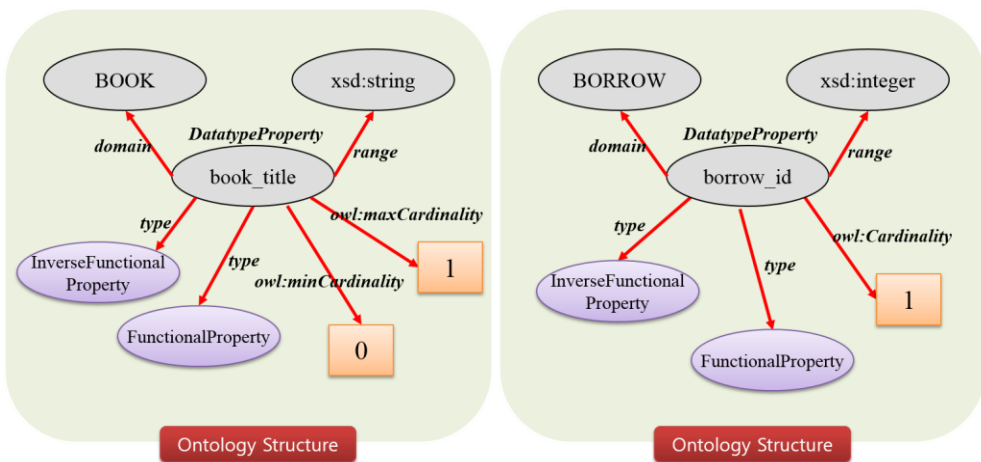 BOOK
xsd:string
DatatypeProperty
domain
range
book_title
type
owl:maxCardinality
InverseFunctional
Property
type
owl:minCardinality
1
FunctionalProperty
0
Ontology Structure
BORROW
xsd:integer
DatatypeProperty
domain
range
borrow_id
type
owl:Cardinality
InverseFunctional
Property
type
1
FunctionalProperty
Ontology Structure